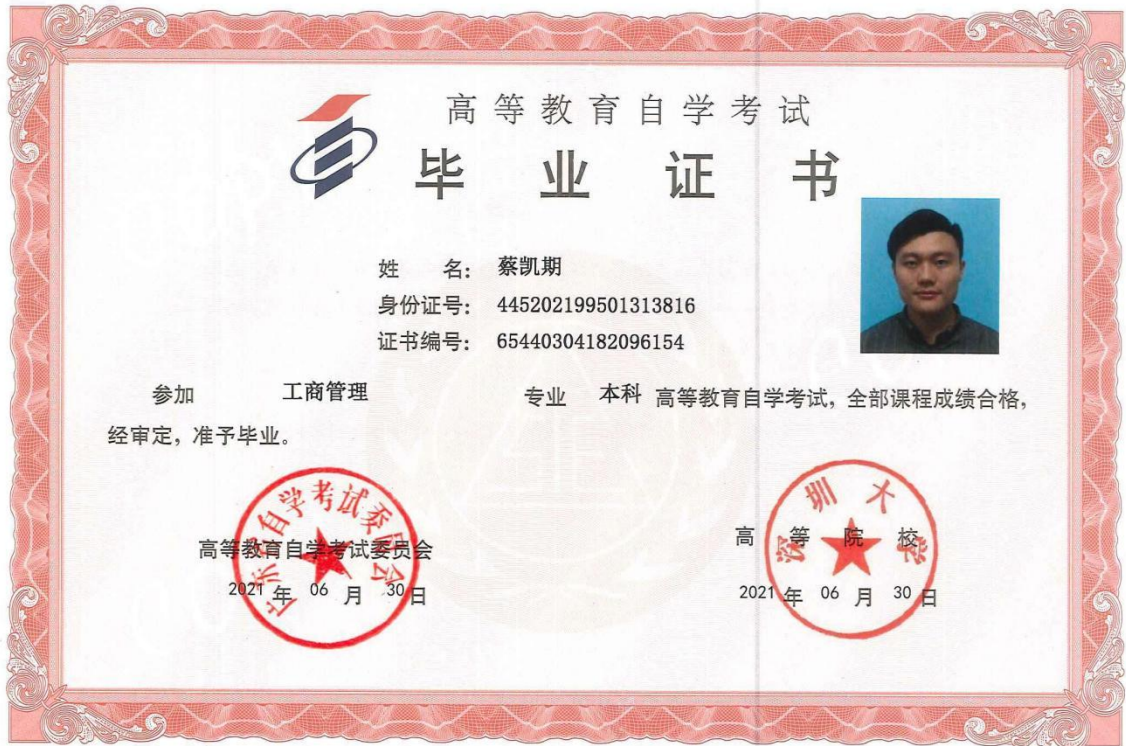 高等教育自学考试
毕业证书
姓 名： 蔡凯期
身份证号： 445202199501313816
证书编号： 65440304182096154
参加 工商管理 专业 本科 高等教育自学考试，全部课程成绩合格，
经审定，准予毕业。
广东省自学考试委员会
高等教育自学考试委员会
2021 年 06 月 30 日
深圳大学
高等院校
2021 年 06 月 30 日